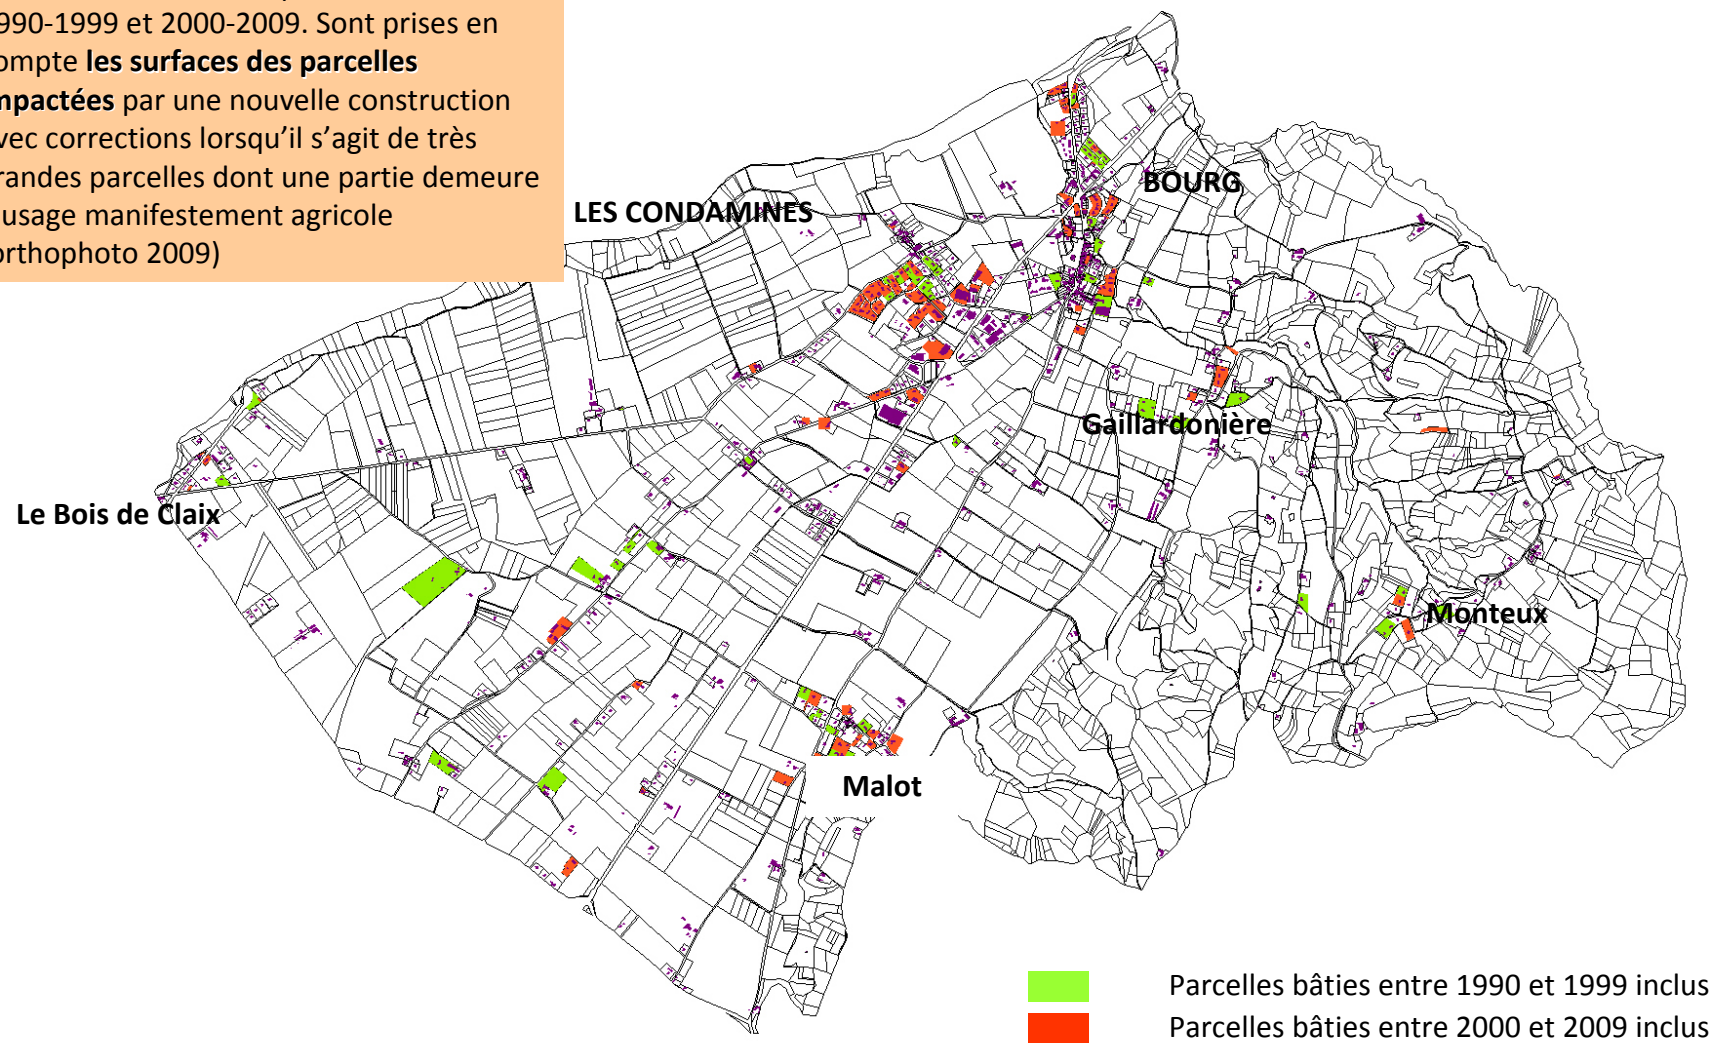 990-1999 et 2000-2009. Sont prises en
ompte les surfaces des parcelles
mpactées par une nouvelle construction
vec corrections lorsqu'il s'agit de très
randes parcelles dont une partie demeure
usage manifestement agricole
orthophoto 2009)
BOURG
LES CONDAMINES
Gaillardonière
Le Bois de Claix
Monteux
Malot
Parcelles bâties entre 1990 et 1999 inclus
Parcelles bâties entre 2000 et 2009 inclus